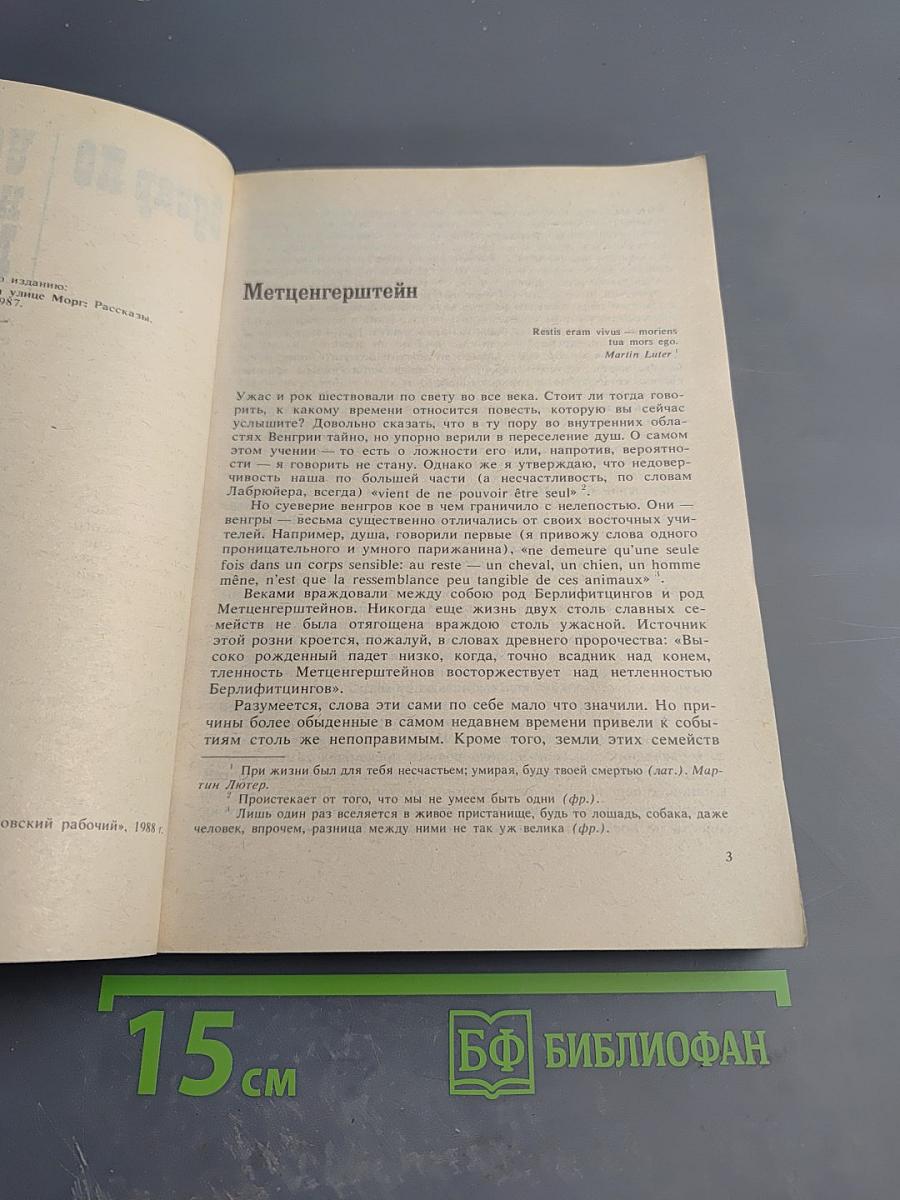 о изданию:
улице Морг: Рассказы.
987.
овский рабочий», 1988 г.
Метценгерштейн
Restis eram vivus — moriens
tua mors ego.
Martin Luter ¹
Ужас и рок шествовали по свету во все века. Стоит ли тогда гово-
рить, к какому времени относится повесть, которую вы сейчас
услышите? Довольно сказать, что в ту пору во внутренних обла-
стях Венгрии тайно, но упорно верили в переселение душ. О самом
этом учении — то есть о ложности его или, напротив, вероятно-
сти — я говорить не стану. Однако же я утверждаю, что недовер-
чивость наша по большей части (а несчастливость, по словам
Лабрюйера, всегда) «vient de ne pouvoir être seul» ².
Но суеверие венгров кое в чем граничило с нелепостью. Они —
венгры — весьма существенно отличались от своих восточных учи-
телей. Например, душа, говорили первые (я привожу слова одного
проницательного и умного парижанина), «ne demeure qu'une seule
fois dans un corps sensible: au reste — un cheval, un chien, un homme
mêne, n'est que la ressemblance peu tangible de ces animaux» ³.
Веками враждовали между собою род Берлифитцингов и род
Метценгерштейнов. Никогда еще жизнь двух столь славных се-
мейств не была отягощена враждою столь ужасной. Источник
этой розни кроется, пожалуй, в словах древнего пророчества: «Вы-
соко рожденный падет низко, когда, точно всадник над конем,
тленность Метценгерштейнов восторжествует над нетленностью
Берлифитцингов».
Разумеется, слова эти сами по себе мало что значили. Но при-
чины более обыденные в самом недавнем времени привели к собы-
тиям столь же непоправимым. Кроме того, земли этих семейств
¹ При жизни был для тебя несчастьем; умирая, буду твоей смертью (лат.). Мар-
тин Лютер.
² Проистекает от того, что мы не умеем быть одни (фр.).
³ Лишь один раз вселяется в живое пристанище, будь то лошадь, собака, даже
человек, впрочем, разница между ними не так уж велика (фр.).
3
15 см
БФ БИБЛИОФАН